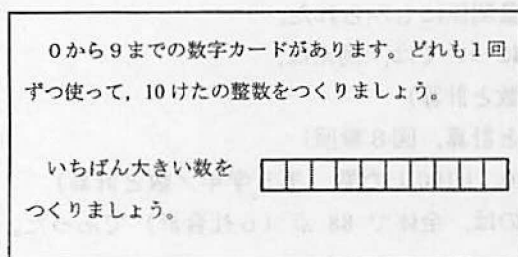 ０から９までの数字カードがあります。どれも１回
ずつ使って，10けたの整数をつくりましょう。
いちばん大きい数を
つくりましょう。